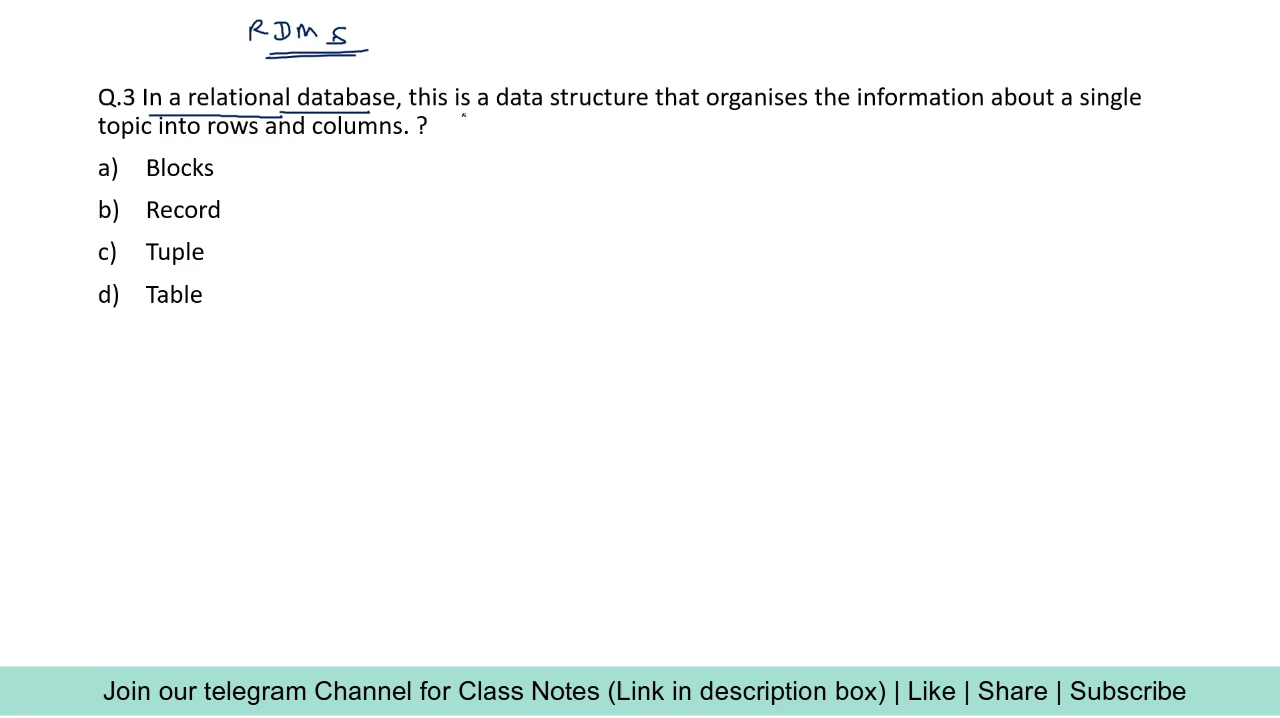 RDMS
Q.3 In a relational database, this is a data structure that organises the information about a single
topic into rows and columns. ?
a) Blocks
b) Record
c) Tuple
d) Table
Join our telegram Channel for Class Notes (Link in description box) | Like | Share | Subscribe